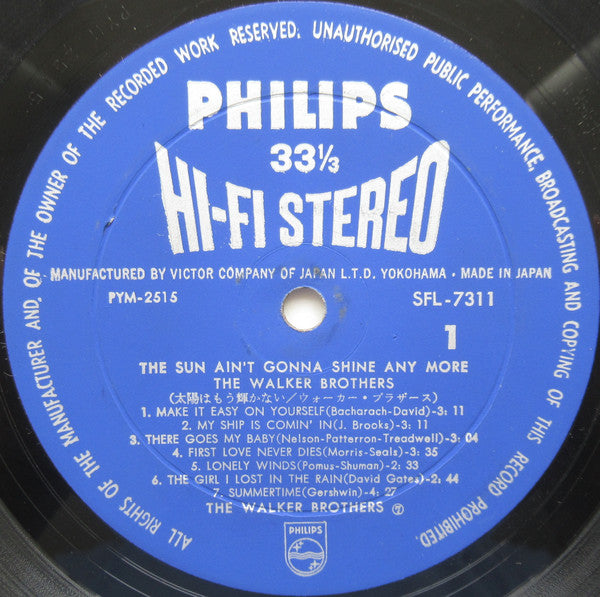 ALL RIGHTS OF THE MANUFACTURER AND. OF THE OWNER OF THE RECORDED WORK RESERVED. UNAUTHORISED PUBLIC PERFORMANCE, BROADCASTING AND COPYING OF THIS RECORD PROHIBITED.
PHILIPS
33⅓
HI-FI STEREO
MANUFACTURED BY VICTOR COMPANY OF JAPAN L.T.D. YOKOHAMA • MADE IN JAPAN
PYM-2515 SFL-7311
1
THE SUN AIN'T GONNA SHINE ANY MORE
THE WALKER BROTHERS
(太陽はもう輝かない/ウォーカー・ブラザース)
1. MAKE IT EASY ON YOURSELF(Bacharach-David)-3: 11
2. MY SHIP IS COMIN' IN(J. Brooks)-3: 11
3. THERE GOES MY BABY(Nelson-Patterron-Treadwell)-3: 04
4. FIRST LOVE NEVER DIES(Morris-Seals)-3: 35
5. LONELY WINDS(Pomus-Shuman)-2: 33
6. THE GIRL I LOST IN THE RAIN(David Gates)-2: 44
7. SUMMERTIME(Gershwin)-4: 27
THE WALKER BROTHERS
PHILIPS